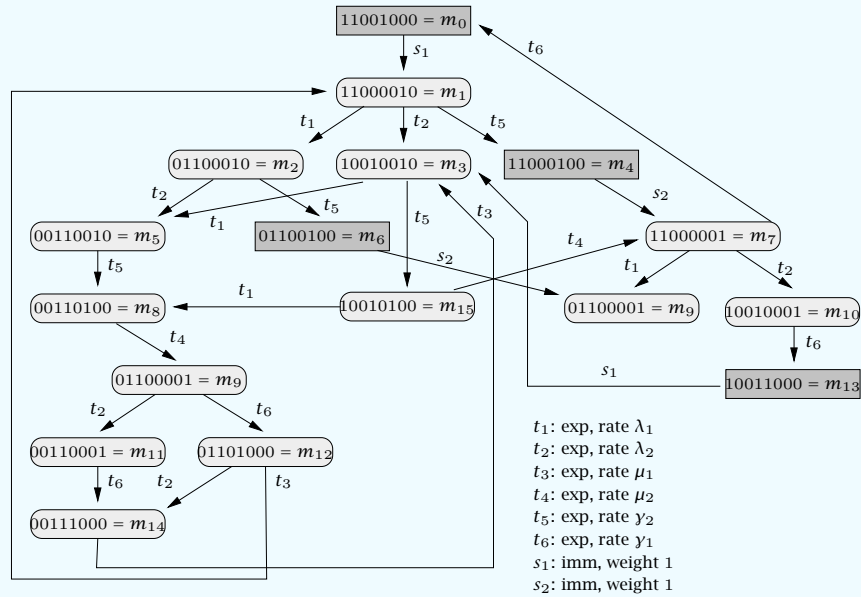 11001000 = m₀
t₆
s₁
11000010 = m₁
t₁
t₂
t₅
01100010 = m₂
10010010 = m₃
11000100 = m₄
t₂
t₅
t₁
t₅
t₃
s₂
00110010 = m₅
01100100 = m₆
11000001 = m₇
t₅
s₂
t₄
t₁
t₂
00110100 = m₈
t₁
10010100 = m₁₅
01100001 = m₉
10010001 = m₁₀
t₄
t₆
01100001 = m₉
s₁
10011000 = m₁₃
t₂
t₆
00110001 = m₁₁
01101000 = m₁₂
t₆
t₂
t₃
00111000 = m₁₄
t₁: exp, rate λ₁
t₂: exp, rate λ₂
t₃: exp, rate μ₁
t₄: exp, rate μ₂
t₅: exp, rate γ₂
t₆: exp, rate γ₁
s₁: imm, weight 1
s₂: imm, weight 1